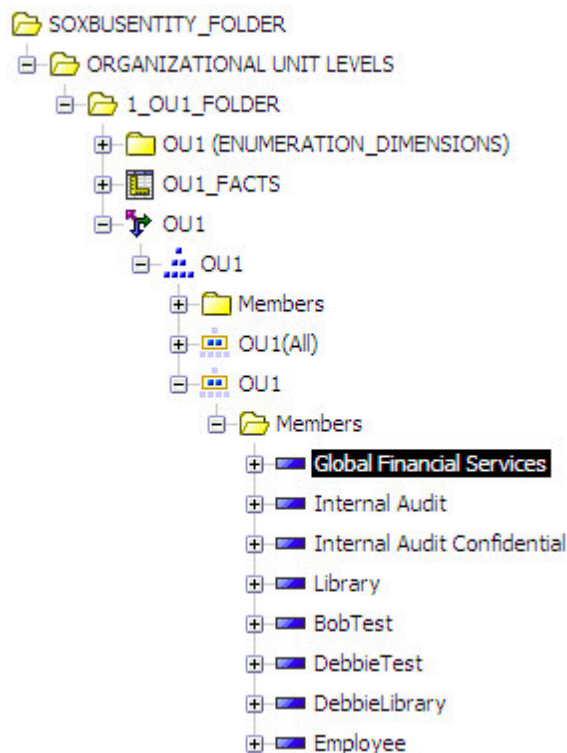 SOXBUSENTITY_FOLDER
ORGANIZATIONAL UNIT LEVELS
1_OU1_FOLDER
OU1 (ENUMERATION_DIMENSIONS)
OU1_FACTS
OU1
OU1
Members
OU1(All)
OU1
Members
Global Financial Services
Internal Audit
Internal Audit Confidential
Library
BobTest
DebbieTest
DebbieLibrary
Employee